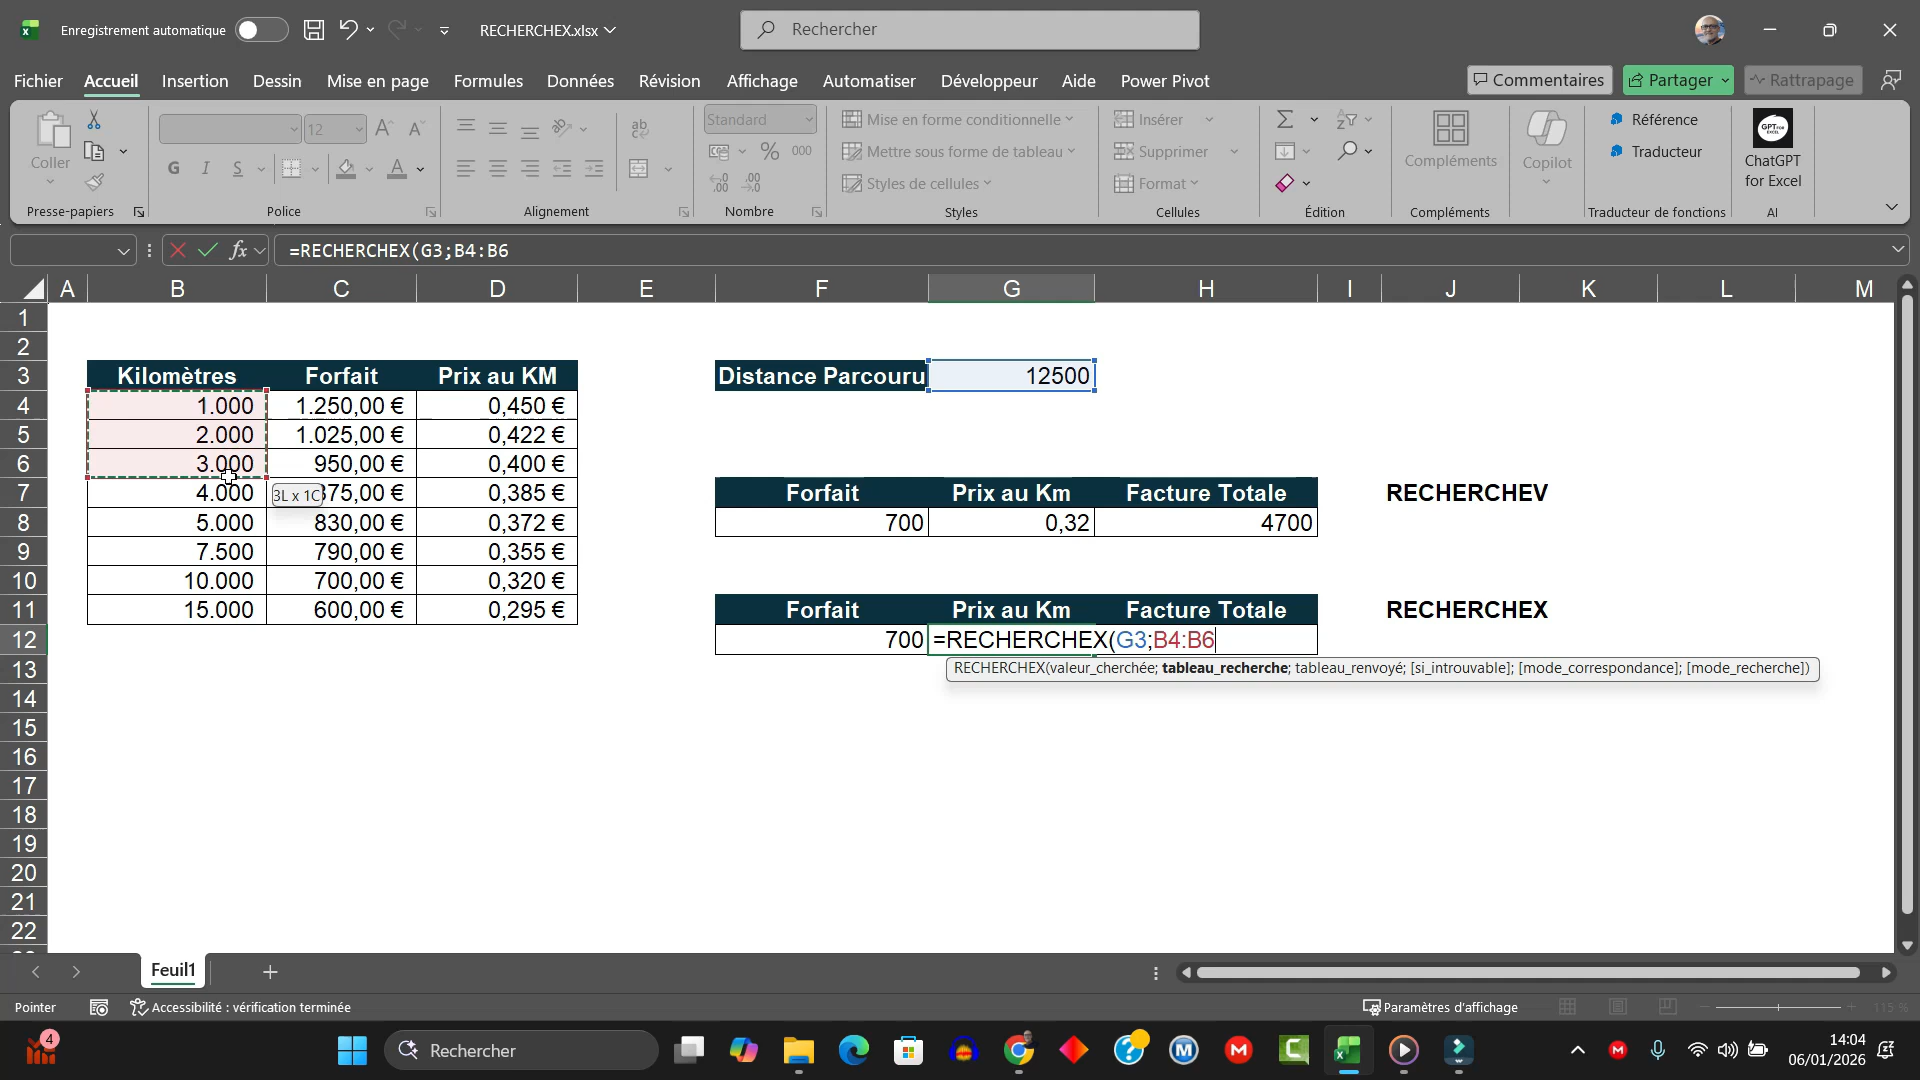 Enregistrement automatique
RECHERCHEX.xlsx
Rechercher
Fichier Accueil Insertion Dessin Mise en page Formules Données Révision Affichage Automatiser Développeur Aide Power Pivot
Commentaires Partager Rattrapage
Coller
12
Standard
Mise en forme conditionnelle
Mettre sous forme de tableau
Styles de cellules
Insérer
Supprimer
Format
Compléments
Copilot
Référence
Traducteur
ChatGPT
for Excel
G I S
% 000
Presse-papiers Police Alignement Nombre Styles Cellules Édition Compléments Traducteur de fonctions AI
fx =RECHERCHEX(G3;B4:B6
A B C D E F G H I J K L M
1
2
3 Kilomètres Forfait Prix au KM Distance Parcouru 12500
4 1.000 1.250,00 € 0,450 €
5 2.000 1.025,00 € 0,422 €
6 3.000 950,00 € 0,400 €
7 4.000 375,00 € 0,385 € Forfait Prix au Km Facture Totale RECHERCHEV
3L x 1C
8 5.000 830,00 € 0,372 € 700 0,32 4700
9 7.500 790,00 € 0,355 €
10 10.000 700,00 € 0,320 €
11 15.000 600,00 € 0,295 € Forfait Prix au Km Facture Totale RECHERCHEX
12 700 =RECHERCHEX(G3;B4:B6
13 RECHERCHEX(valeur_cherchée; tableau_recherche; tableau_renvoyé; [si_introuvable]; [mode_correspondance]; [mode_recherche])
14
15
16
17
18
19
20
21
22
Feuil1
Pointer Accessibilité : vérification terminée Paramètres d'affichage 115 %
4 Rechercher 14:04
06/01/2026